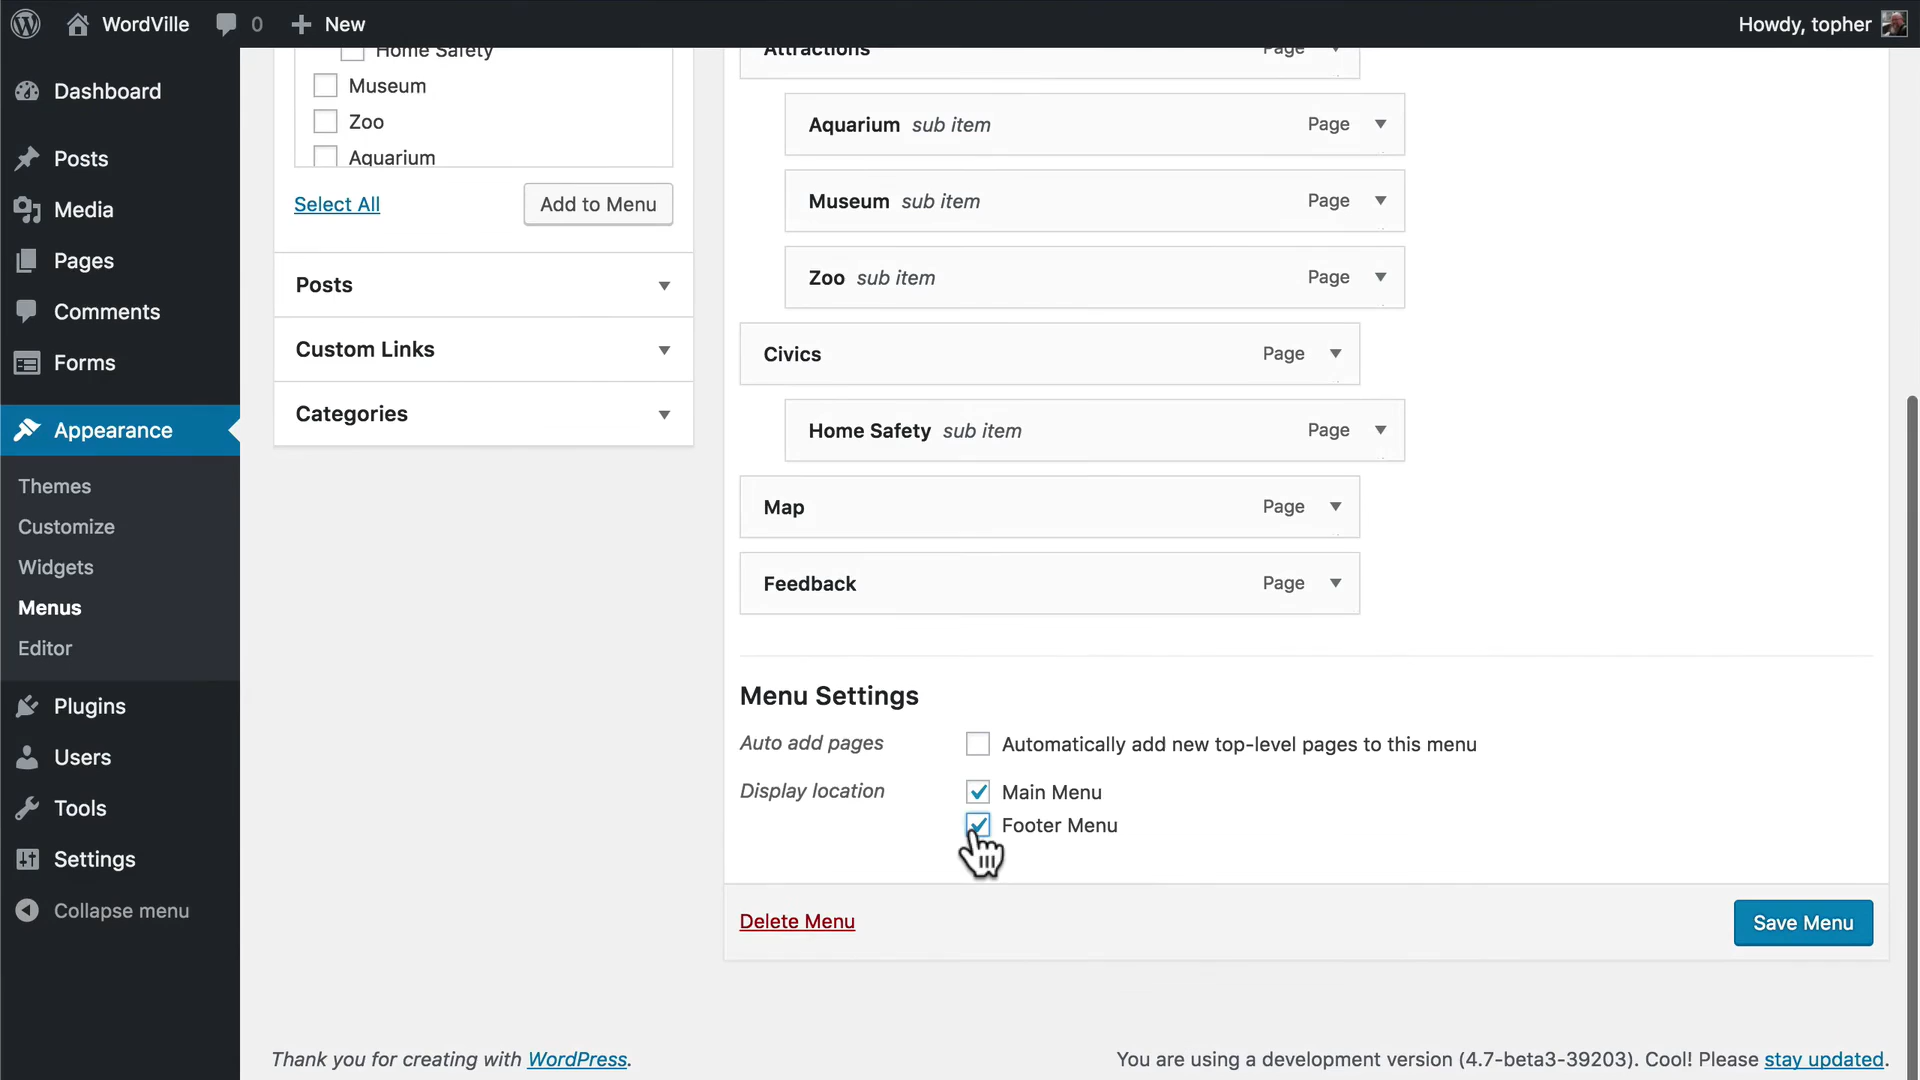 WordVille 0 New Howdy, topher
Dashboard
Posts
Media
Pages
Comments
Forms
Appearance
Themes
Customize
Widgets
Menus
Editor
Plugins
Users
Tools
Settings
Collapse menu
Home Safety
Museum
Zoo
Aquarium
Select All Add to Menu
Posts
Custom Links
Categories
Attractions Page
Aquarium sub item Page
Museum sub item Page
Zoo sub item Page
Civics Page
Home Safety sub item Page
Map Page
Feedback Page
Menu Settings
Auto add pages Automatically add new top-level pages to this menu
Display location Main Menu
Footer Menu
Delete Menu Save Menu
Thank you for creating with WordPress. You are using a development version (4.7-beta3-39203). Cool! Please stay updated.